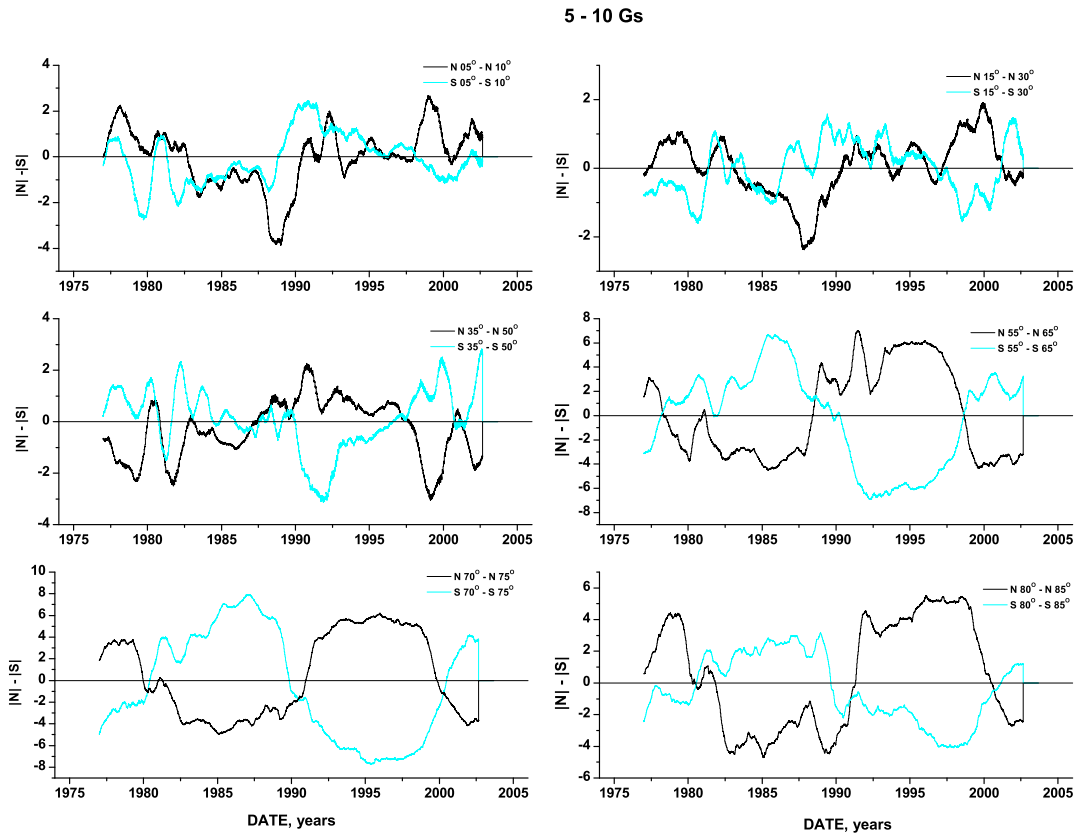 5 - 10 Gs
N 05° - N 10°
S 05° - S 10°
|N| -|S|
4
2
0
-2
-4
1975 1980 1985 1990 1995 2000 2005
N 15° - N 30°
S 15° - S 30°
|N| -|S|
2
0
-2
1975 1980 1985 1990 1995 2000 2005
N 35° - N 50°
S 35° - S 50°
|N| - |S|
4
2
0
-2
4
1975 1980 1985 1990 1995 2000 2005
N 55° - N 65°
S 55° - S 65°
|N| - |S|
8
6
4
2
0
-2
-4
-6
-8
1975 1980 1985 1990 1995 2000 2005
N 70° - N 75°
S 70° - S 75°
|N| - |S|
10
8
6
4
2
0
-2
-4
-6
-8
1975 1980 1985 1990 1995 2000 2005
DATE, years
N 80° - N 85°
S 80° - S 85°
|N| - |S|
6
4
2
0
-2
-4
-6
1975 1980 1985 1990 1995 2000 2005
DATE, years